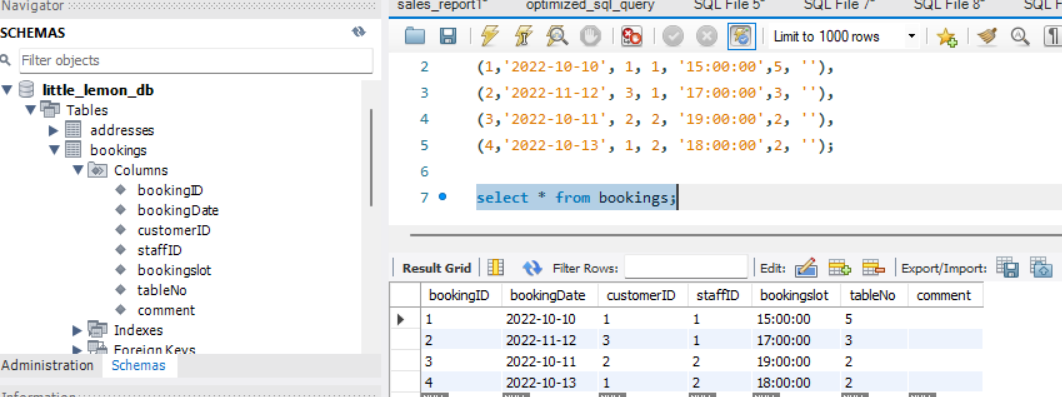 Navigator
SCHEMAS
Filter objects
little_lemon_db
Tables
addresses
bookings
Columns
bookingID
bookingDate
customerID
staffID
bookingslot
tableNo
comment
Indexes
Foreign Keys
Administration Schemas
Information
sales_report1* optimized_sql_query SQL File 5* SQL File 7* SQL File 8* SQL F
Limit to 1000 rows
2 (1,'2022-10-10', 1, 1, '15:00:00',5, ''),
3 (2,'2022-11-12', 3, 1, '17:00:00',3, ''),
4 (3,'2022-10-11', 2, 2, '19:00:00',2, ''),
5 (4,'2022-10-13', 1, 2, '18:00:00',2, '');
6
7 select * from bookings;
Result Grid Filter Rows: Edit: Export/Import:
bookingID bookingDate customerID staffID bookingslot tableNo comment
1 2022-10-10 1 1 15:00:00 5
2 2022-11-12 3 1 17:00:00 3
3 2022-10-11 2 2 19:00:00 2
4 2022-10-13 1 2 18:00:00 2
NULL NULL NULL NULL NULL NULL NULL